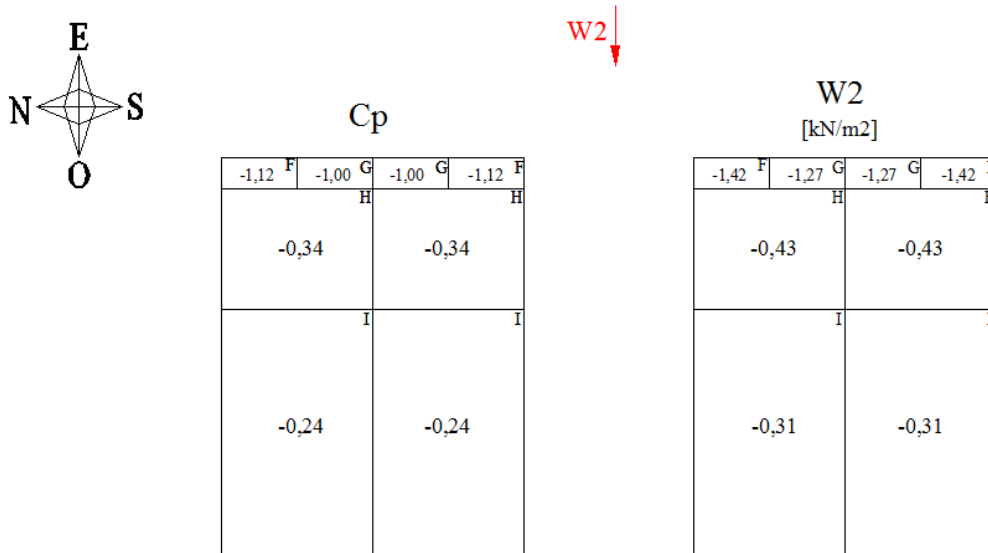 W2
E
N S
O
Cp
W2
[kN/m2]
-1,12 F -1,00 G -1,00 G -1,12 F
-1,42 F -1,27 G -1,27 G -1,42
H H
H
-0,34 -0,34
-0,43 -0,43
I I
I
-0,24 -0,24
-0,31 -0,31